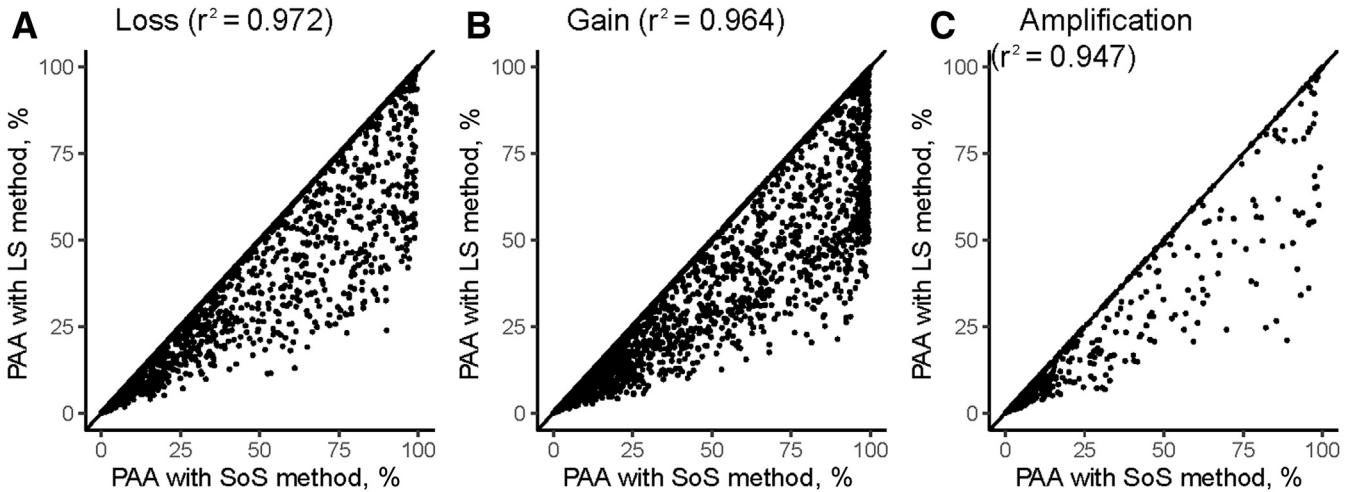 A
Loss (r² = 0.972)
PAA with LS method, %
100
75
50
25
0
0 25 50 75 100
PAA with SoS method, %
B
Gain (r² = 0.964)
PAA with LS method, %
100
75
50
25
0
0 25 50 75 100
PAA with SoS method, %
C
Amplification
(r² = 0.947)
PAA with LS method, %
100
75
50
25
0
0 25 50 75 100
PAA with SoS method, %